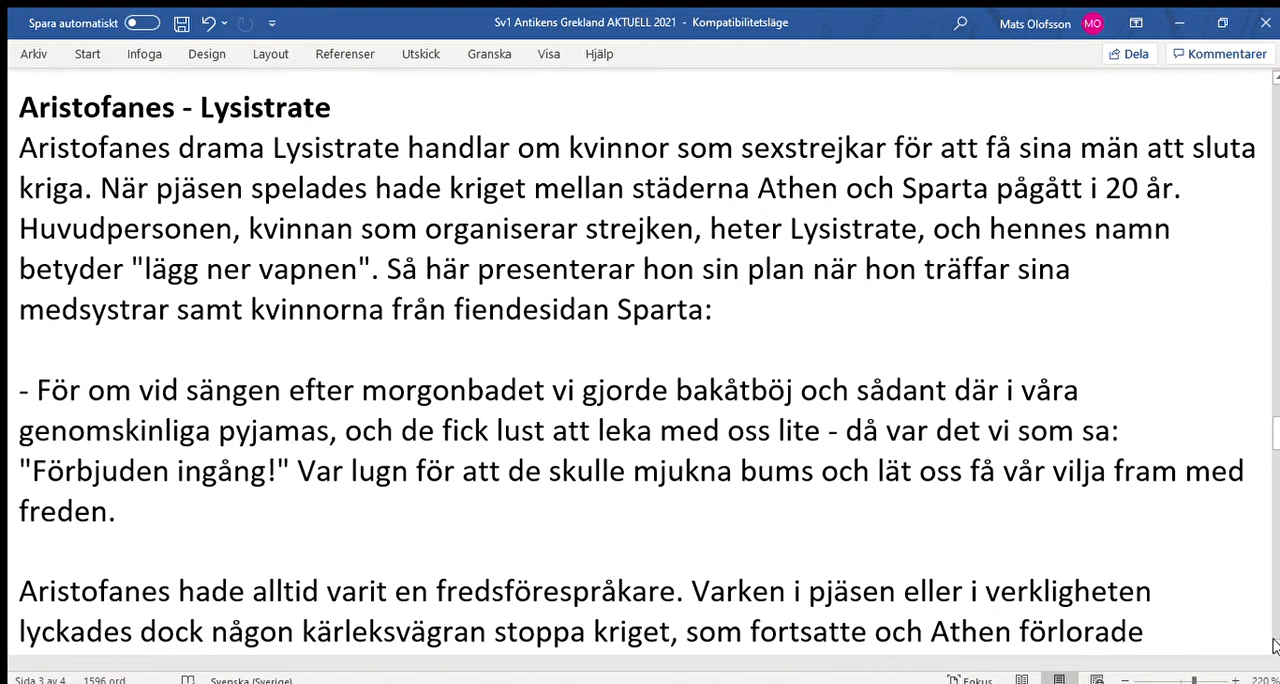 Spara automatiskt
Sv1 Antikens Grekland AKTUELL 2021 - Kompatibilitetsläge
Mats Olofsson MO
Arkiv Start Infoga Design Layout Referenser Utskick Granska Visa Hjälp Dela Kommentarer
Aristofanes - Lysistrate
Aristofanes drama Lysistrate handlar om kvinnor som sexstrejkar för att få sina män att sluta
kriga. När pjäsen spelades hade kriget mellan städerna Athen och Sparta pågått i 20 år.
Huvudpersonen, kvinnan som organiserar strejken, heter Lysistrate, och hennes namn
betyder "lägg ner vapnen". Så här presenterar hon sin plan när hon träffar sina
medsystrar samt kvinnorna från fiendesidan Sparta:
- För om vid sängen efter morgonbadet vi gjorde bakåtböj och sådant där i våra
genomskinliga pyjamas, och de fick lust att leka med oss lite - då var det vi som sa:
"Förbjuden ingång!" Var lugn för att de skulle mjukna bums och lät oss få vår vilja fram med
freden.
Aristofanes hade alltid varit en fredsförespråkare. Varken i pjäsen eller i verkligheten
lyckades dock någon kärleksvägran stoppa kriget, som fortsatte och Athen förlorade
Sida 3 av 4 1596 ord Svenska (Sverige) Fokus 220 %